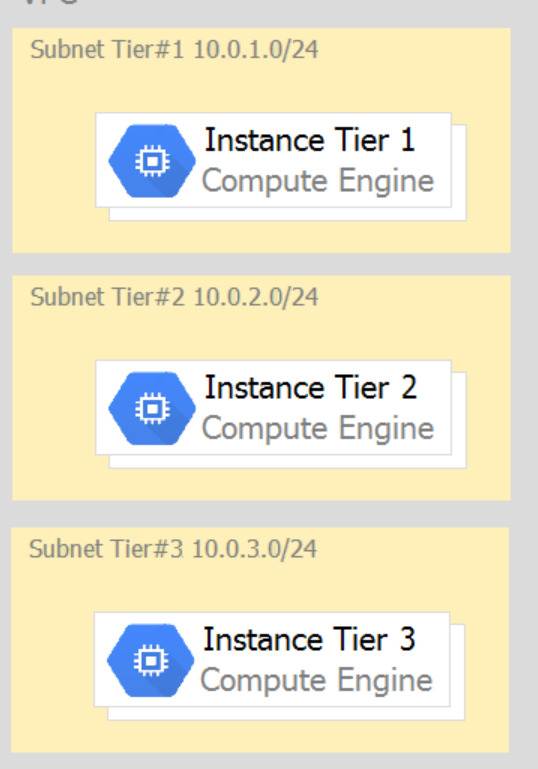 VPC
Subnet Tier#1 10.0.1.0/24
Instance Tier 1
Compute Engine
Subnet Tier#2 10.0.2.0/24
Instance Tier 2
Compute Engine
Subnet Tier#3 10.0.3.0/24
Instance Tier 3
Compute Engine